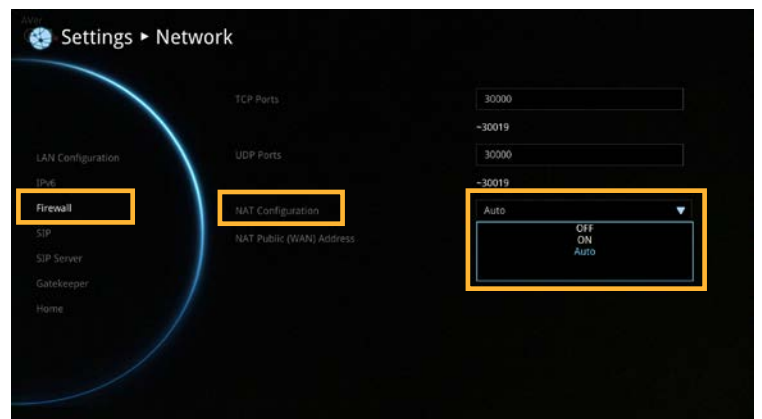 AVer
Settings ▸ Network
TCP Ports
30000
~30019
UDP Ports
30000
~30019
NAT Configuration
Auto
OFF
ON
Auto
NAT Public (WAN) Address
LAN Configuration
IPv6
Firewall
SIP
SIP Server
Gatekeeper
Home